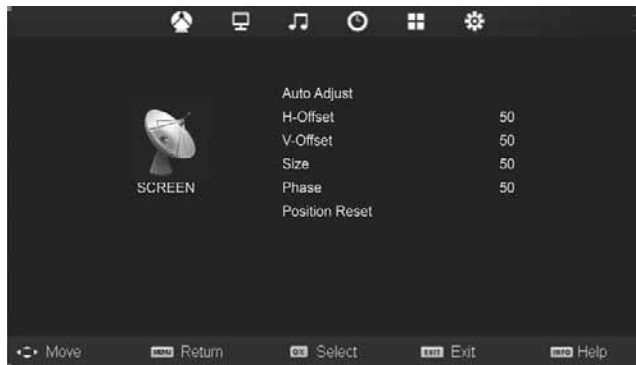 Auto Adjust
H-Offset 50
V-Offset 50
Size 50
Phase 50
Position Reset
SCREEN
Move MENU Return OK Select EXIT Exit INFO Help